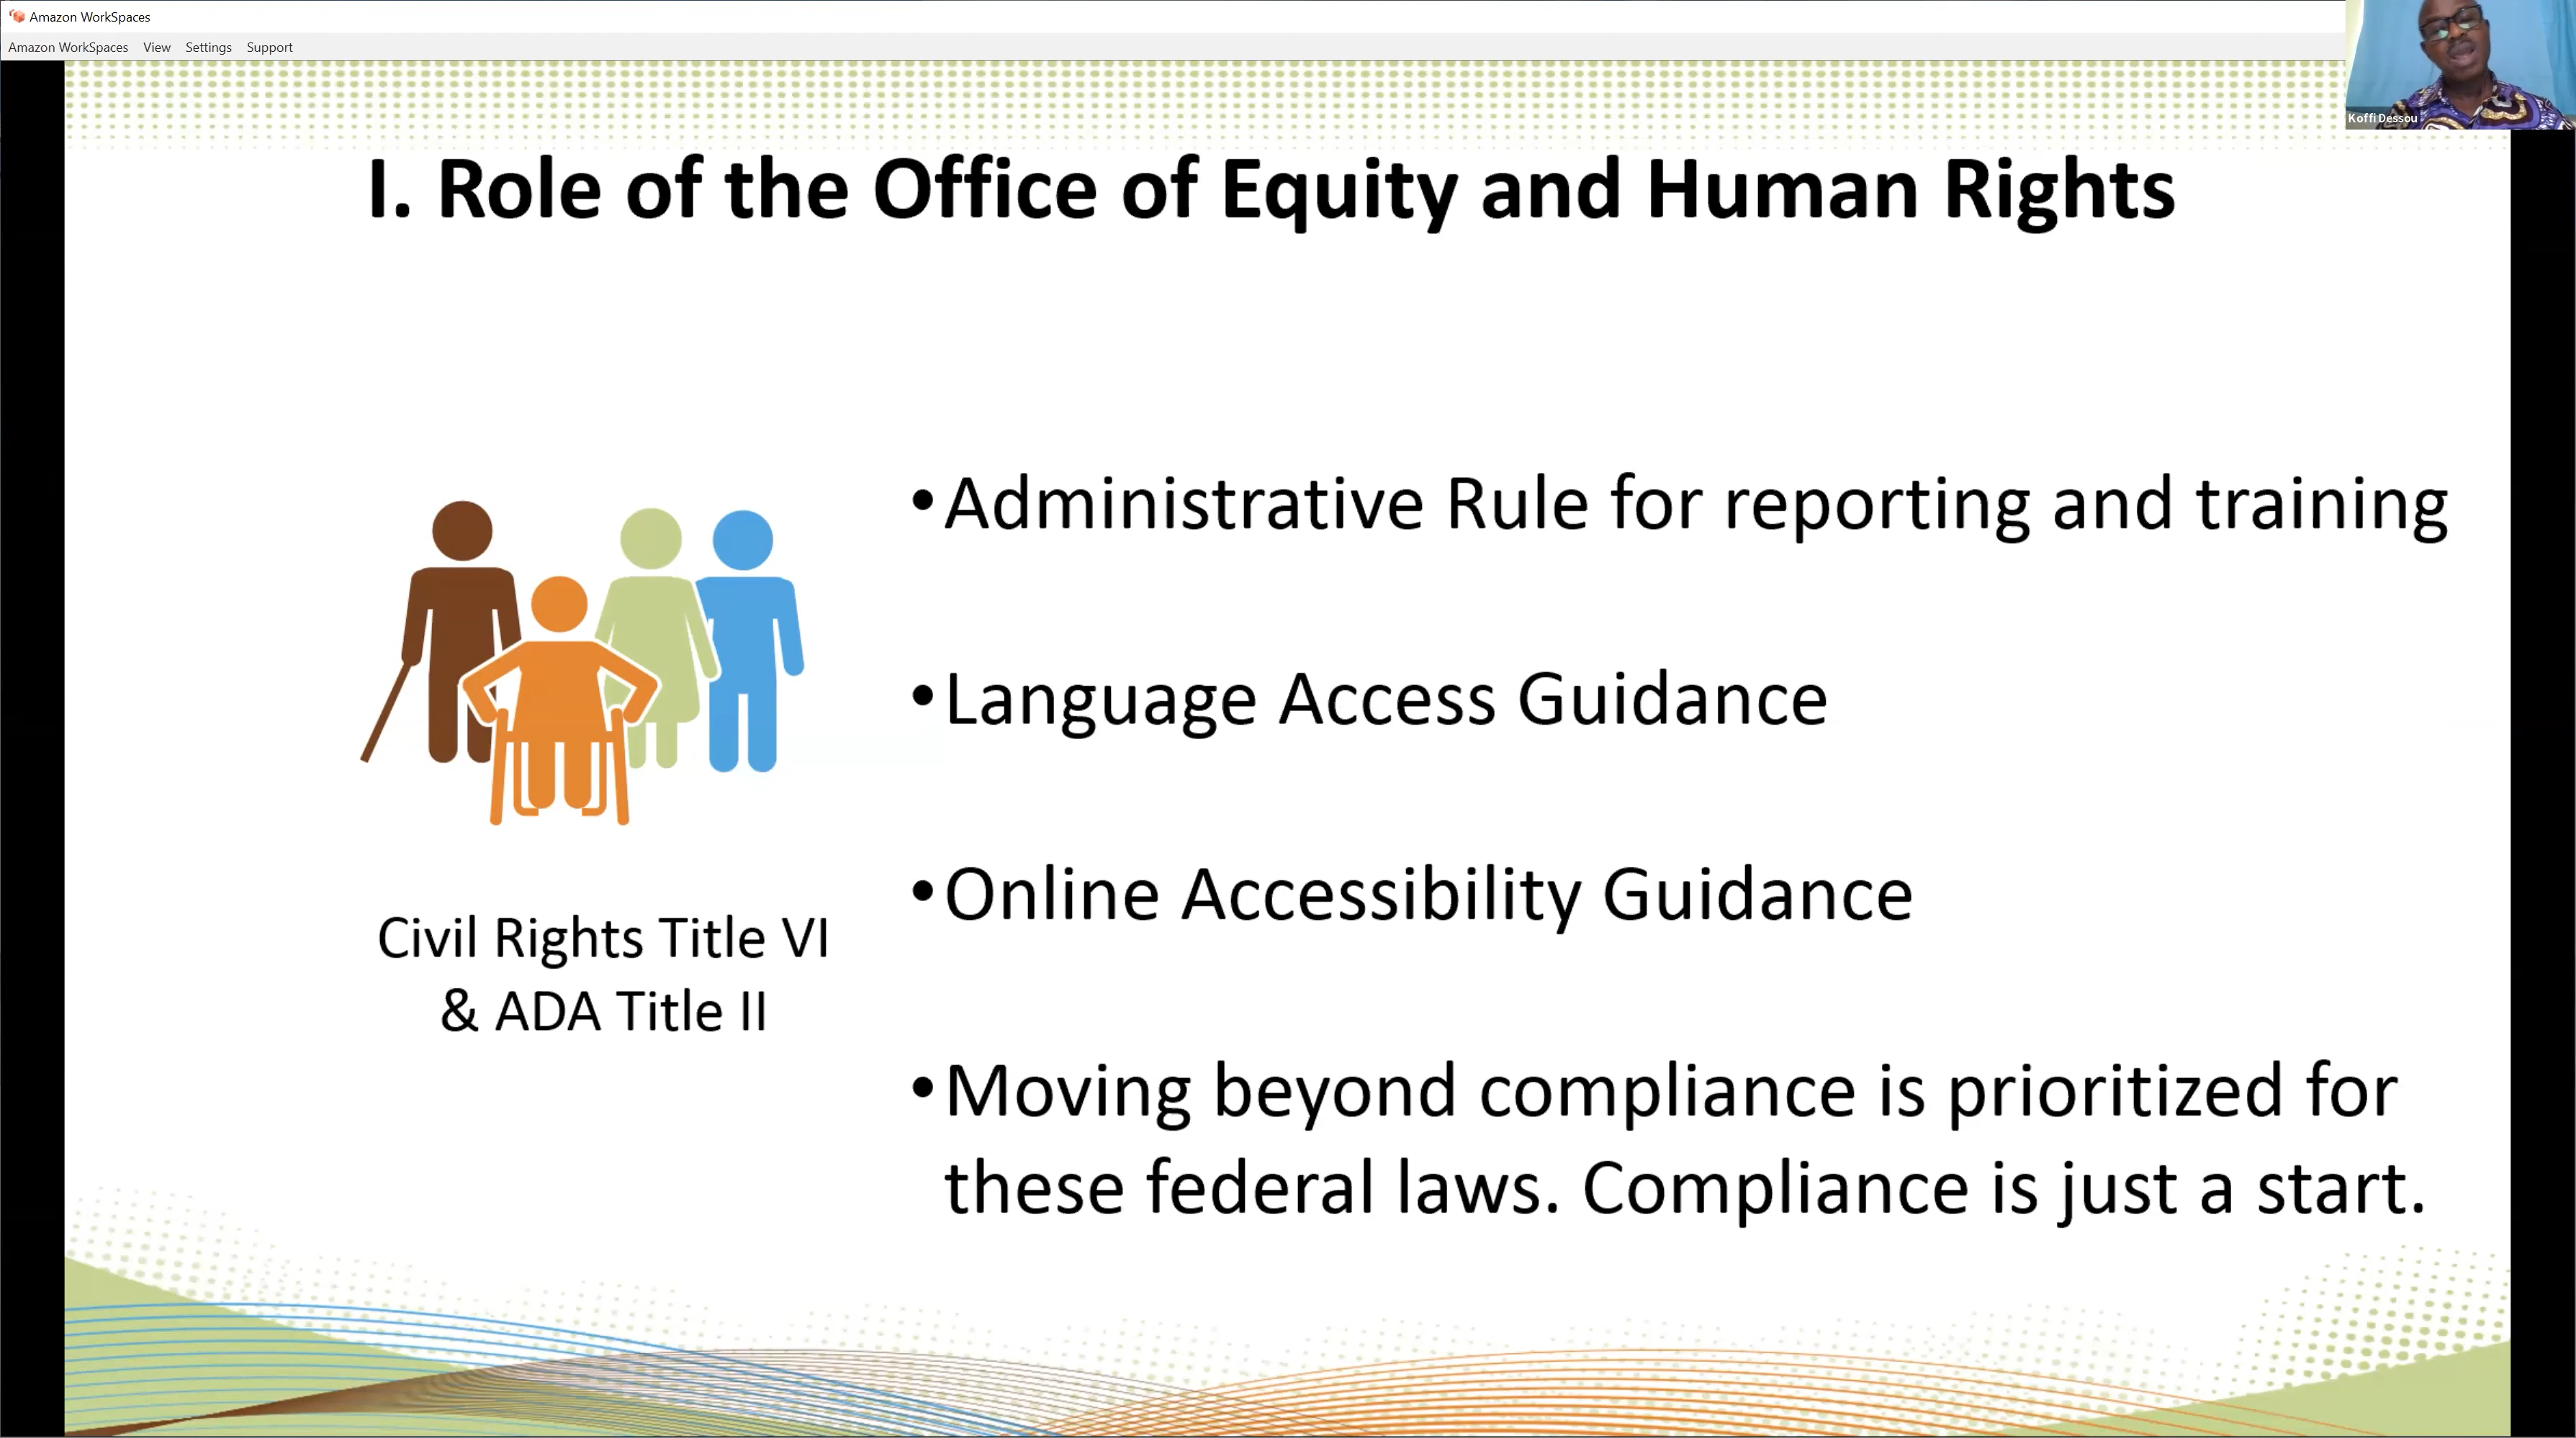 Amazon WorkSpaces
Amazon WorkSpaces View Settings Support
Koffi Dessou
I. Role of the Office of Equity and Human Rights
•Administrative Rule for reporting and training
•Language Access Guidance
•Online Accessibility Guidance
•Moving beyond compliance is prioritized for
these federal laws. Compliance is just a start.
Civil Rights Title VI
& ADA Title II